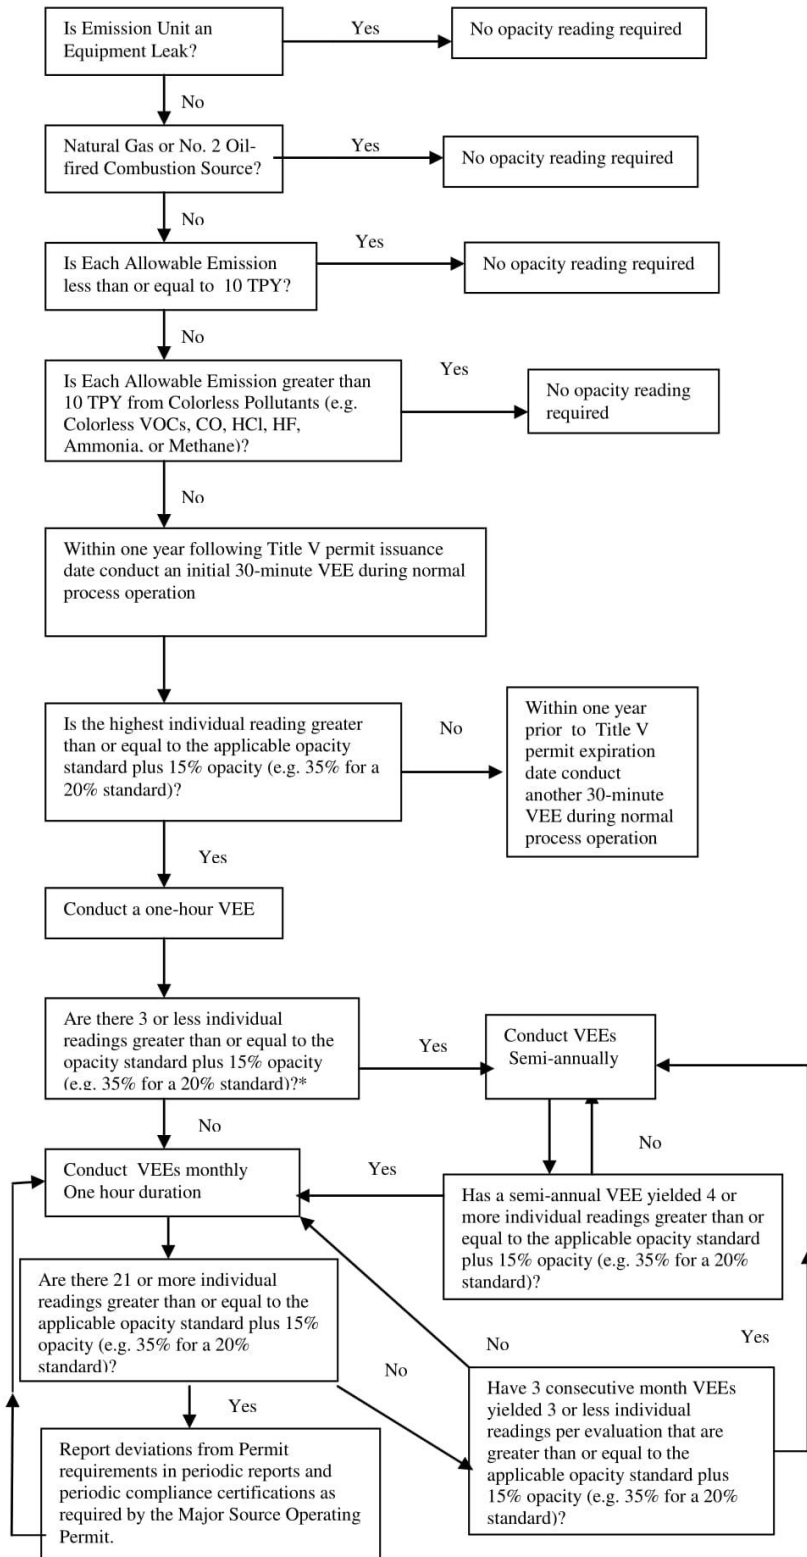 Is Emission Unit an
Equipment Leak?
Yes
No opacity reading required
No
Natural Gas or No. 2 Oil-
fired Combustion Source?
Yes
No opacity reading required
No
Is Each Allowable Emission
less than or equal to 10 TPY?
Yes
No opacity reading required
No
Is Each Allowable Emission greater than
10 TPY from Colorless Pollutants (e.g.
Colorless VOCs, CO, HCl, HF,
Ammonia, or Methane)?
Yes
No opacity reading
required
No
Within one year following Title V permit issuance
date conduct an initial 30-minute VEE during normal
process operation
Is the highest individual reading greater
than or equal to the applicable opacity
standard plus 15% opacity (e.g. 35% for a
20% standard)?
No
Within one year
prior to Title V
permit expiration
date conduct
another 30-minute
VEE during normal
process operation
Yes
Conduct a one-hour VEE
Are there 3 or less individual
readings greater than or equal to the
opacity standard plus 15% opacity
(e.g. 35% for a 20% standard)?*
Yes
Conduct VEEs
Semi-annually
No
No
Conduct VEEs monthly
One hour duration
Yes
Has a semi-annual VEE yielded 4 or
more individual readings greater than or
equal to the applicable opacity standard
plus 15% opacity (e.g. 35% for a 20%
standard)?
Are there 21 or more individual
readings greater than or equal to the
applicable opacity standard plus 15%
opacity (e.g. 35% for a 20%
standard)?
No
Yes
No
Yes
Have 3 consecutive month VEEs
yielded 3 or less individual
readings per evaluation that are
greater than or equal to the
applicable opacity standard plus
15% opacity (e.g. 35% for a 20%
standard)?
Report deviations from Permit
requirements in periodic reports and
periodic compliance certifications as
required by the Major Source Operating
Permit.